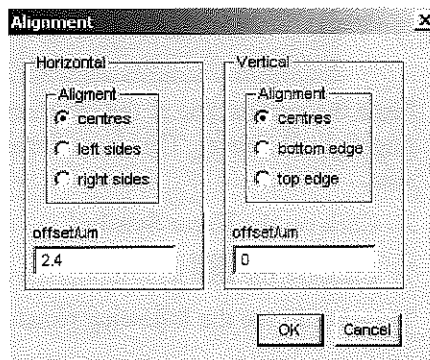 Alignment
Horizontal
Aligment
centres
left sides
right sides
offset/um
2.4
Vertical
Alignment
centres
bottom edge
top edge
offset/um
0
OK
Cancel